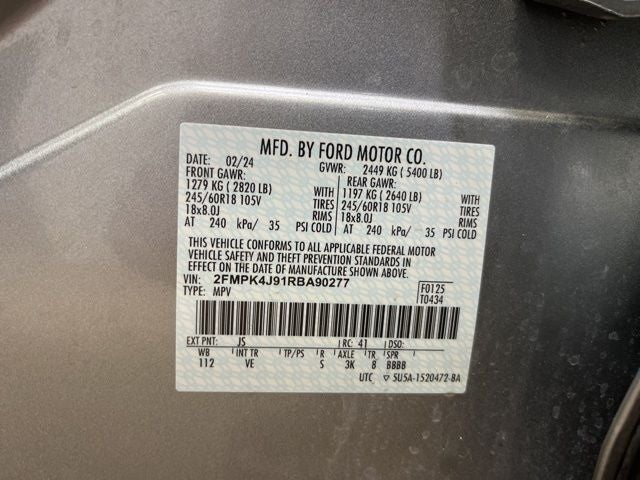 MFD. BY FORD MOTOR CO.
DATE: 02/24 GVWR: 2449 KG ( 5400 LB)
FRONT GAWR: REAR GAWR:
1279 KG ( 2820 LB) WITH 1197 KG ( 2640 LB) WITH
245/60R18 105V TIRES 245/60R18 105V TIRES
18x8.0J RIMS 18x8.0J RIMS
AT 240 kPa/ 35 PSI COLD AT 240 kPa/ 35 PSI COLD
THIS VEHICLE CONFORMS TO ALL APPLICABLE FEDERAL MOTOR
VEHICLE SAFETY AND THEFT PREVENTION STANDARDS IN
EFFECT ON THE DATE OF MANUFACTURE SHOWN ABOVE.
VIN: 2FMPK4J91RBA90277 F0125
TYPE: MPV T0434
EXT PNT: JS RC: 41 DSO:
WB INT TR TP/PS R AXLE TR SPR
112 VE S 3K 8 BBBB
UTC ▽ 5U5A-1520472-BA